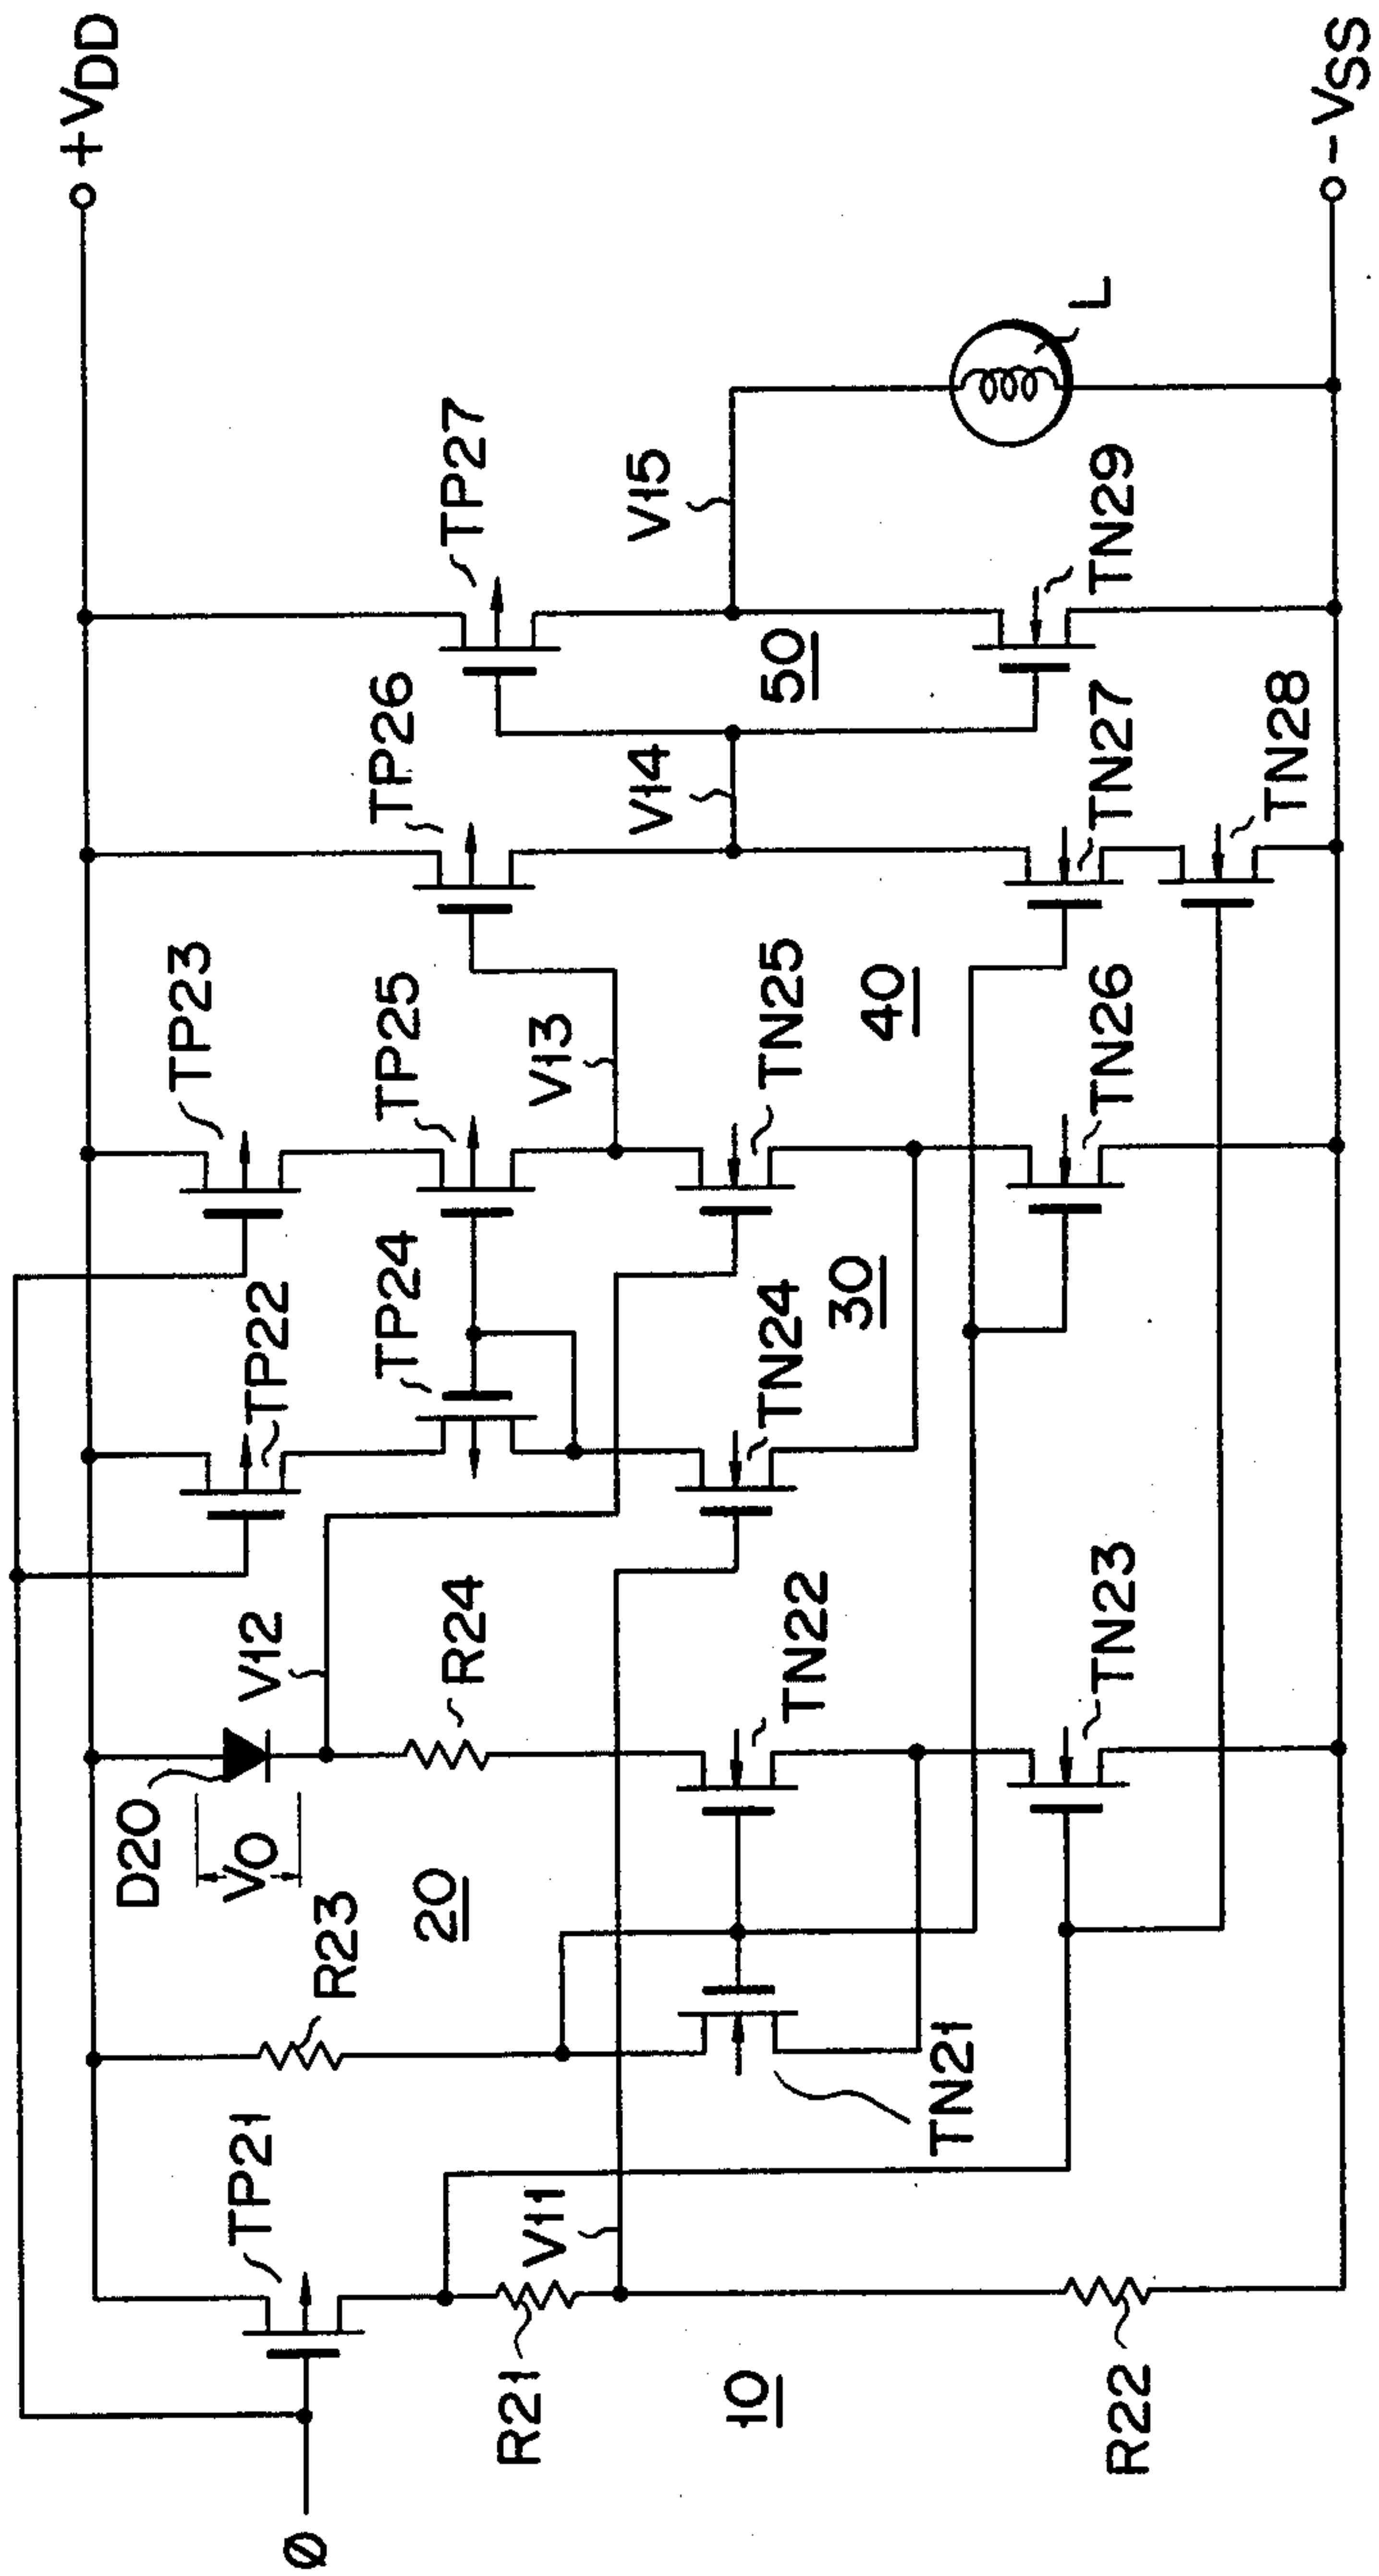 +VDD
TP27
TP26
TP23
TP25
TP22
TP24
V15
V14
V13
V12
D20
VO
R24
R23
TP21
50
40
30
20
TN29
TN27
TN28
TN25
TN26
TN24
TN22
TN23
TN21
V11
R21
10
R22
Ø
L
-VSS